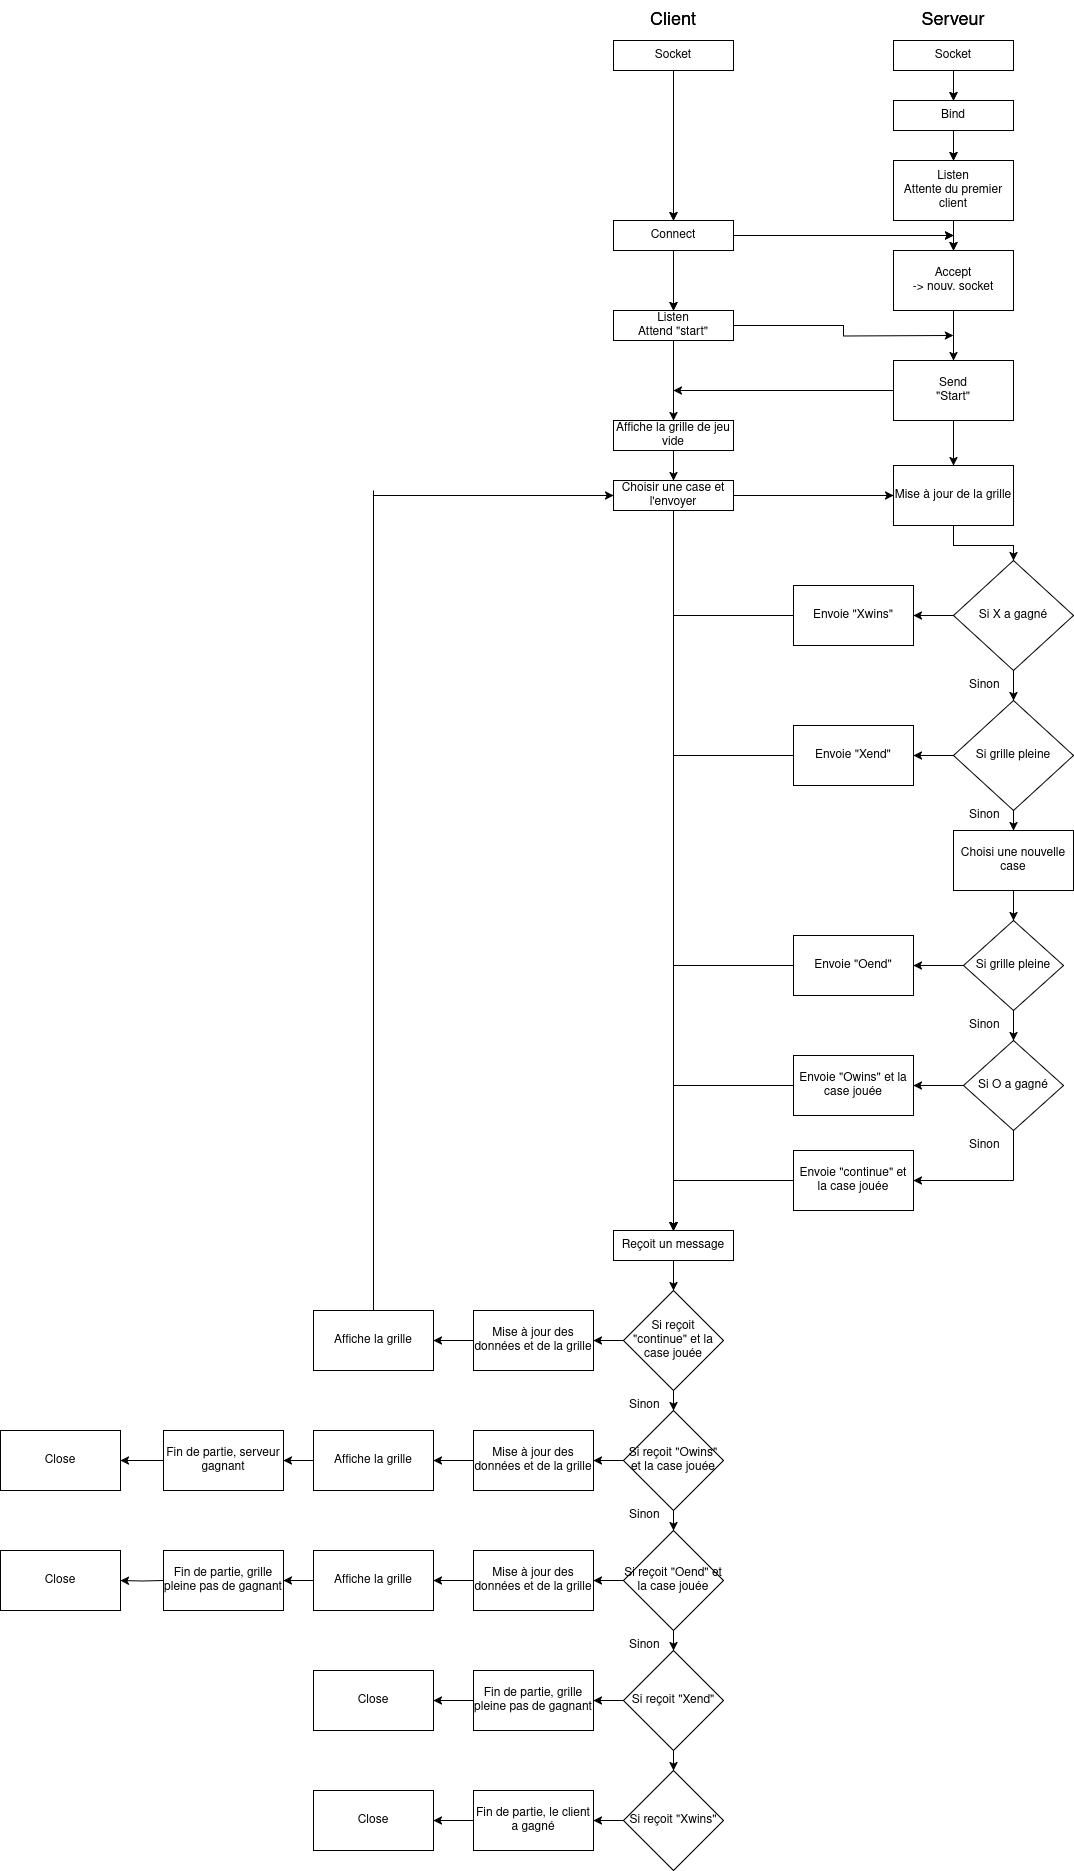 Client
Serveur
Socket
Socket
Bind
Listen
Attente du premier
client
Connect
Accept
-> nouv. socket
Listen
Attend "start"
Send
"Start"
Affiche la grille de jeu
vide
Choisir une case et
l'envoyer
Mise à jour de la grille
Envoie "Xwins"
Si X a gagné
Sinon
Envoie "Xend"
Si grille pleine
Sinon
Choisi une nouvelle
case
Envoie "Oend"
Si grille pleine
Sinon
Envoie "Owins" et la
case jouée
Si O a gagné
Sinon
Envoie "continue" et
la case jouée
Reçoit un message
Affiche la grille
Mise à jour des
données et de la grille
Si reçoit
"continue" et la
case jouée
Sinon
Close
Fin de partie, serveur
gagnant
Affiche la grille
Mise à jour des
données et de la grille
Si reçoit "Owins"
et la case jouée
Sinon
Close
Fin de partie, grille
pleine pas de gagnant
Affiche la grille
Mise à jour des
données et de la grille
Si reçoit "Oend" et
la case jouée
Sinon
Close
Fin de partie, grille
pleine pas de gagnant
Si reçoit "Xend"
Close
Fin de partie, le client
a gagné
Si reçoit "Xwins"